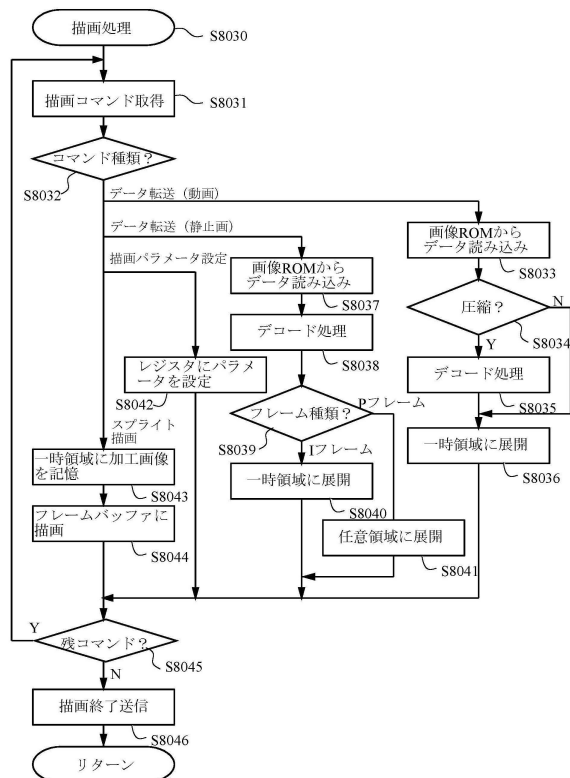 描画処理
S8030
描画コマンド取得
S8031
コマンド種類？
S8032
データ転送（動画）
データ転送（静止画）
描画パラメータ設定
画像ROMから
データ読み込み
S8033
圧縮？
N
S8034
Y
デコード処理
S8035
一時領域に展開
S8036
画像ROMから
データ読み込み
S8037
デコード処理
S8038
フレーム種類？
Pフレーム
S8039
Iフレーム
一時領域に展開
S8040
任意領域に展開
S8041
レジスタにパラメ
ータを設定
S8042
スプライト
描画
一時領域に加工画像
を記憶
S8043
フレームバッファに
描画
S8044
Y
残コマンド？
S8045
N
描画終了送信
S8046
リターン